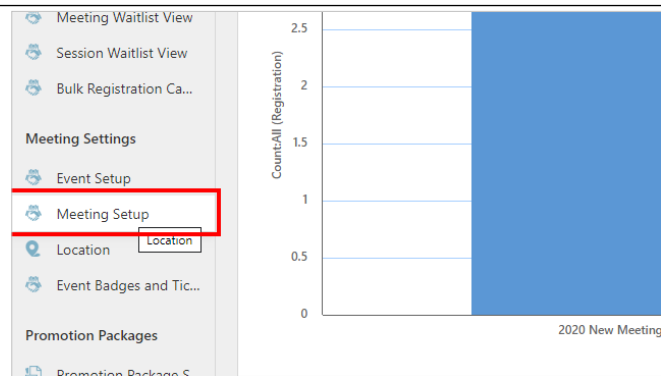 Meeting Waitlist View
Session Waitlist View
Bulk Registration Ca...
Meeting Settings
Event Setup
Meeting Setup
Location
Location
Event Badges and Tic...
Promotion Packages
Promotion Package S
Count:All (Registration)
2.5
2
1.5
1
0.5
0
2020 New Meeting